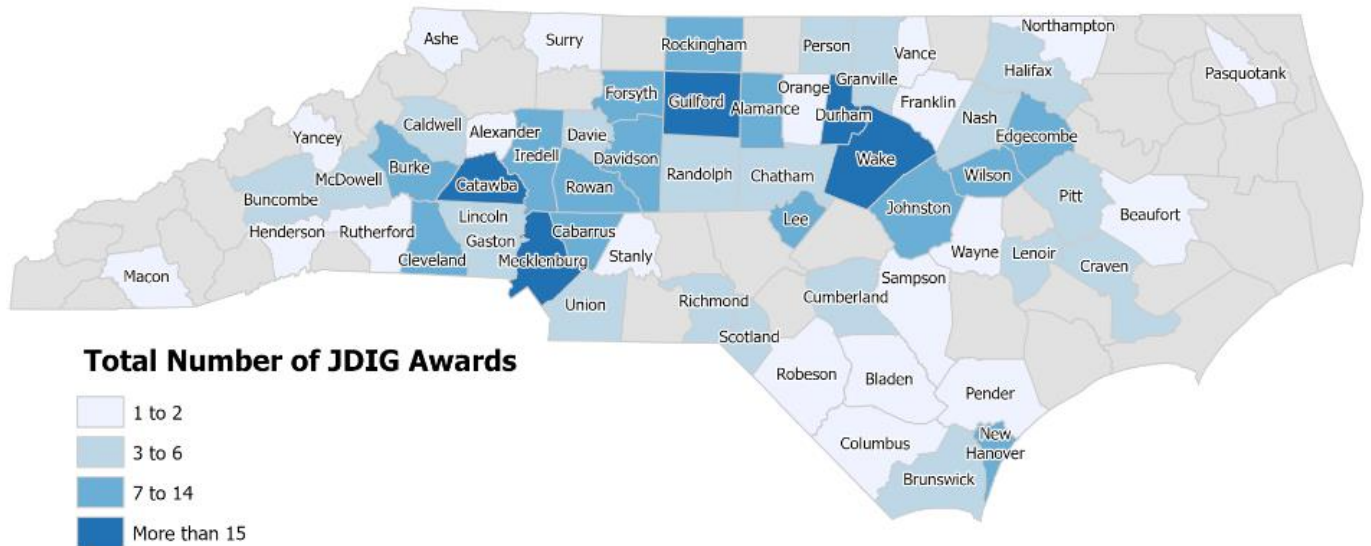 Northampton
Ashe
Surry
Rockingham
Person
Vance
Halifax
Pasquotank
Forsyth
Guilford
Alamance
Orange
Granville
Durham
Franklin
Nash
Edgecombe
Yancey
Caldwell
Alexander
Davie
Iredell
Davidson
McDowell
Burke
Catawba
Rowan
Randolph
Chatham
Wake
Wilson
Buncombe
Pitt
Beaufort
Henderson
Rutherford
Lincoln
Gaston
Cabarrus
Lee
Johnston
Cleveland
Mecklenburg
Stanly
Wayne
Lenoir
Craven
Macon
Union
Richmond
Cumberland
Sampson
Scotland
Total Number of JDIG Awards
Robeson
Bladen
Pender
1 to 2
3 to 6
7 to 14
More than 15
Columbus
New
Hanover
Brunswick